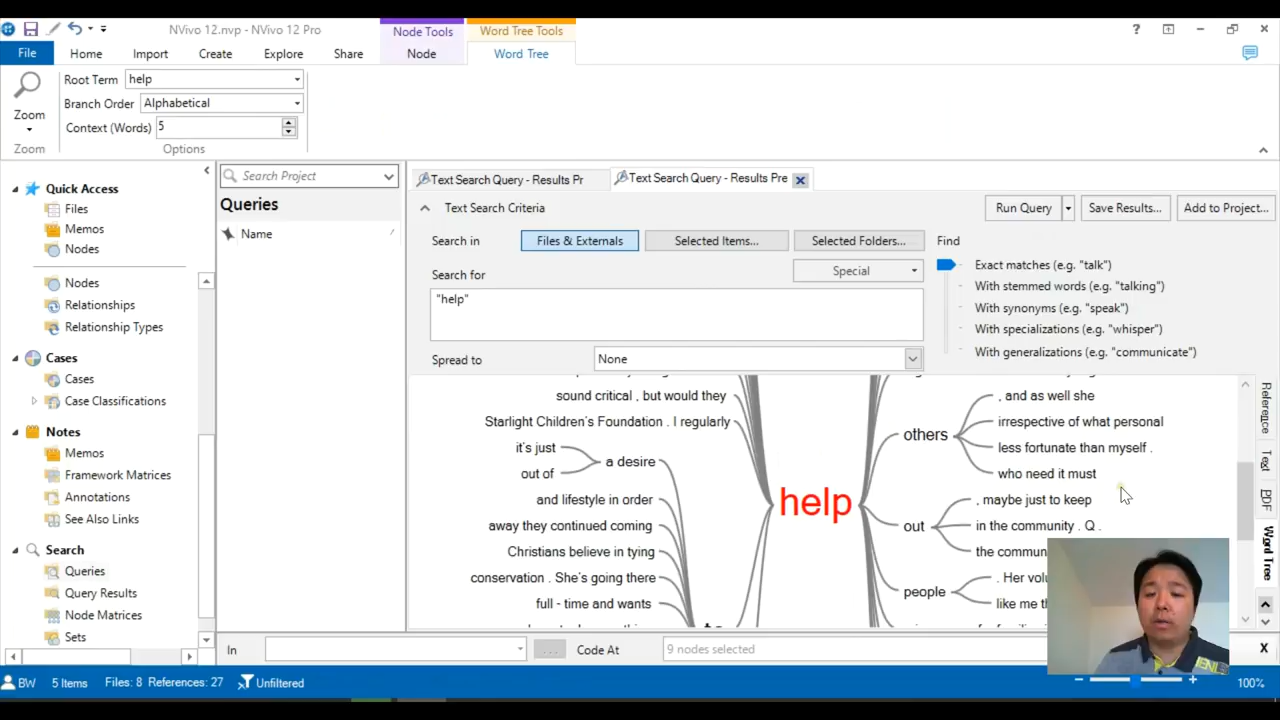 NVivo 12.nvp - NVivo 12 Pro
Node Tools
Word Tree Tools
?
File
Home
Import
Create
Explore
Share
Node
Word Tree
Zoom
Zoom
Root Term
help
Branch Order
Alphabetical
Context (Words)
5
Options
Quick Access
Files
Memos
Nodes
Nodes
Relationships
Relationship Types
Cases
Cases
Case Classifications
Notes
Memos
Framework Matrices
Annotations
See Also Links
Search
Queries
Query Results
Node Matrices
Sets
Search Project
Queries
Name
Text Search Query - Results Pr
Text Search Query - Results Pre
Text Search Criteria
Run Query
Save Results...
Add to Project...
Search in
Files & Externals
Selected Items...
Selected Folders...
Find
Search for
Special
"help"
Exact matches (e.g. "talk")
With stemmed words (e.g. "talking")
With synonyms (e.g. "speak")
With specializations (e.g. "whisper")
With generalizations (e.g. "communicate")
Spread to
None
sound critical , but would they
Starlight Children's Foundation . I regularly
it's just
out of
a desire
and lifestyle in order
away they continued coming
Christians believe in tying
conservation . She's going there
full - time and wants
help
others
, and as well she
irrespective of what personal
less fortunate than myself .
who need it must
out
, maybe just to keep
in the community . Q .
the commun
people
. Her volu
like me th
Reference
Text
PDF
Word Tree
In
...
Code At
9 nodes selected
X
BW
5 Items
Files: 8
References: 27
Unfiltered
100%